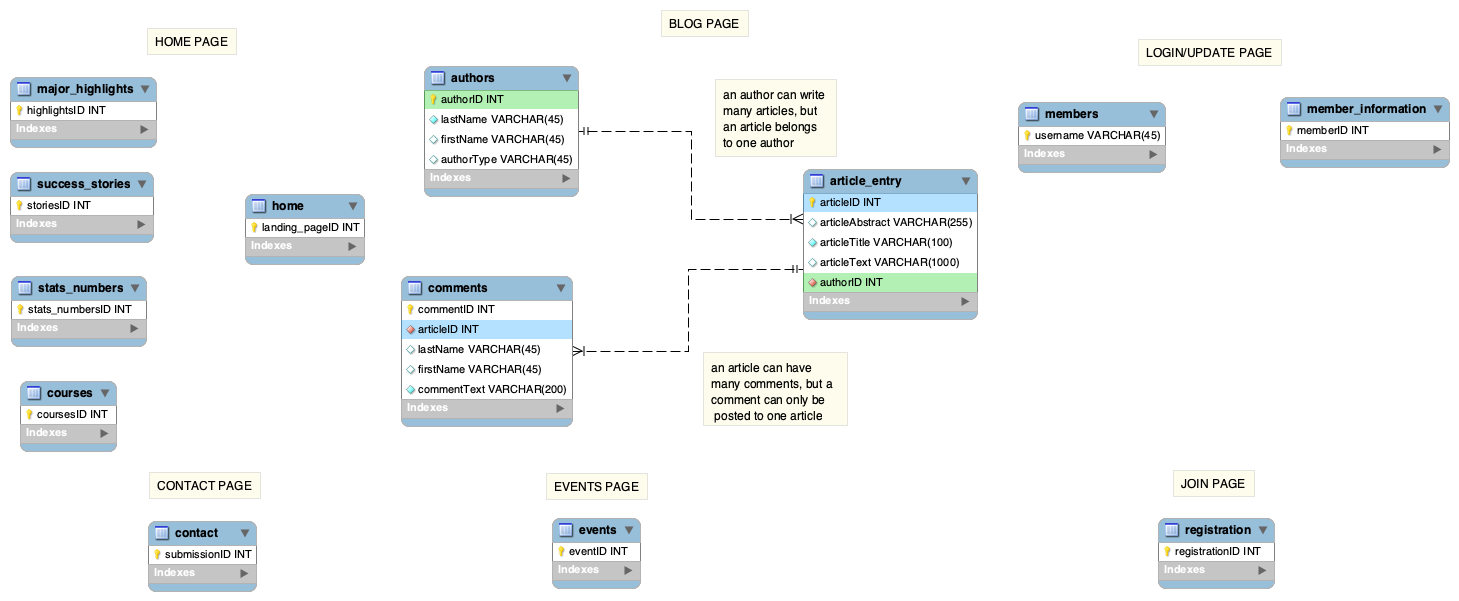 HOME PAGE
major_highlights
highlightsID INT
Indexes
success_stories
storiesID INT
Indexes
home
landing_pageID INT
Indexes
stats_numbers
stats_numbersID INT
Indexes
courses
coursesID INT
Indexes
BLOG PAGE
authors
authorID INT
lastName VARCHAR(45)
firstName VARCHAR(45)
authorType VARCHAR(45)
Indexes
an author can write
many articles, but
an article belongs
to one author
article_entry
articleID INT
articleAbstract VARCHAR(255)
articleTitle VARCHAR(100)
articleText VARCHAR(1000)
authorID INT
Indexes
comments
commentID INT
articleID INT
lastName VARCHAR(45)
firstName VARCHAR(45)
commentText VARCHAR(200)
Indexes
an article can have
many comments, but a
comment can only be
posted to one article
LOGIN/UPDATE PAGE
members
username VARCHAR(45)
Indexes
member_information
memberID INT
Indexes
CONTACT PAGE
contact
submissionID INT
Indexes
EVENTS PAGE
events
eventID INT
Indexes
JOIN PAGE
registration
registrationID INT
Indexes